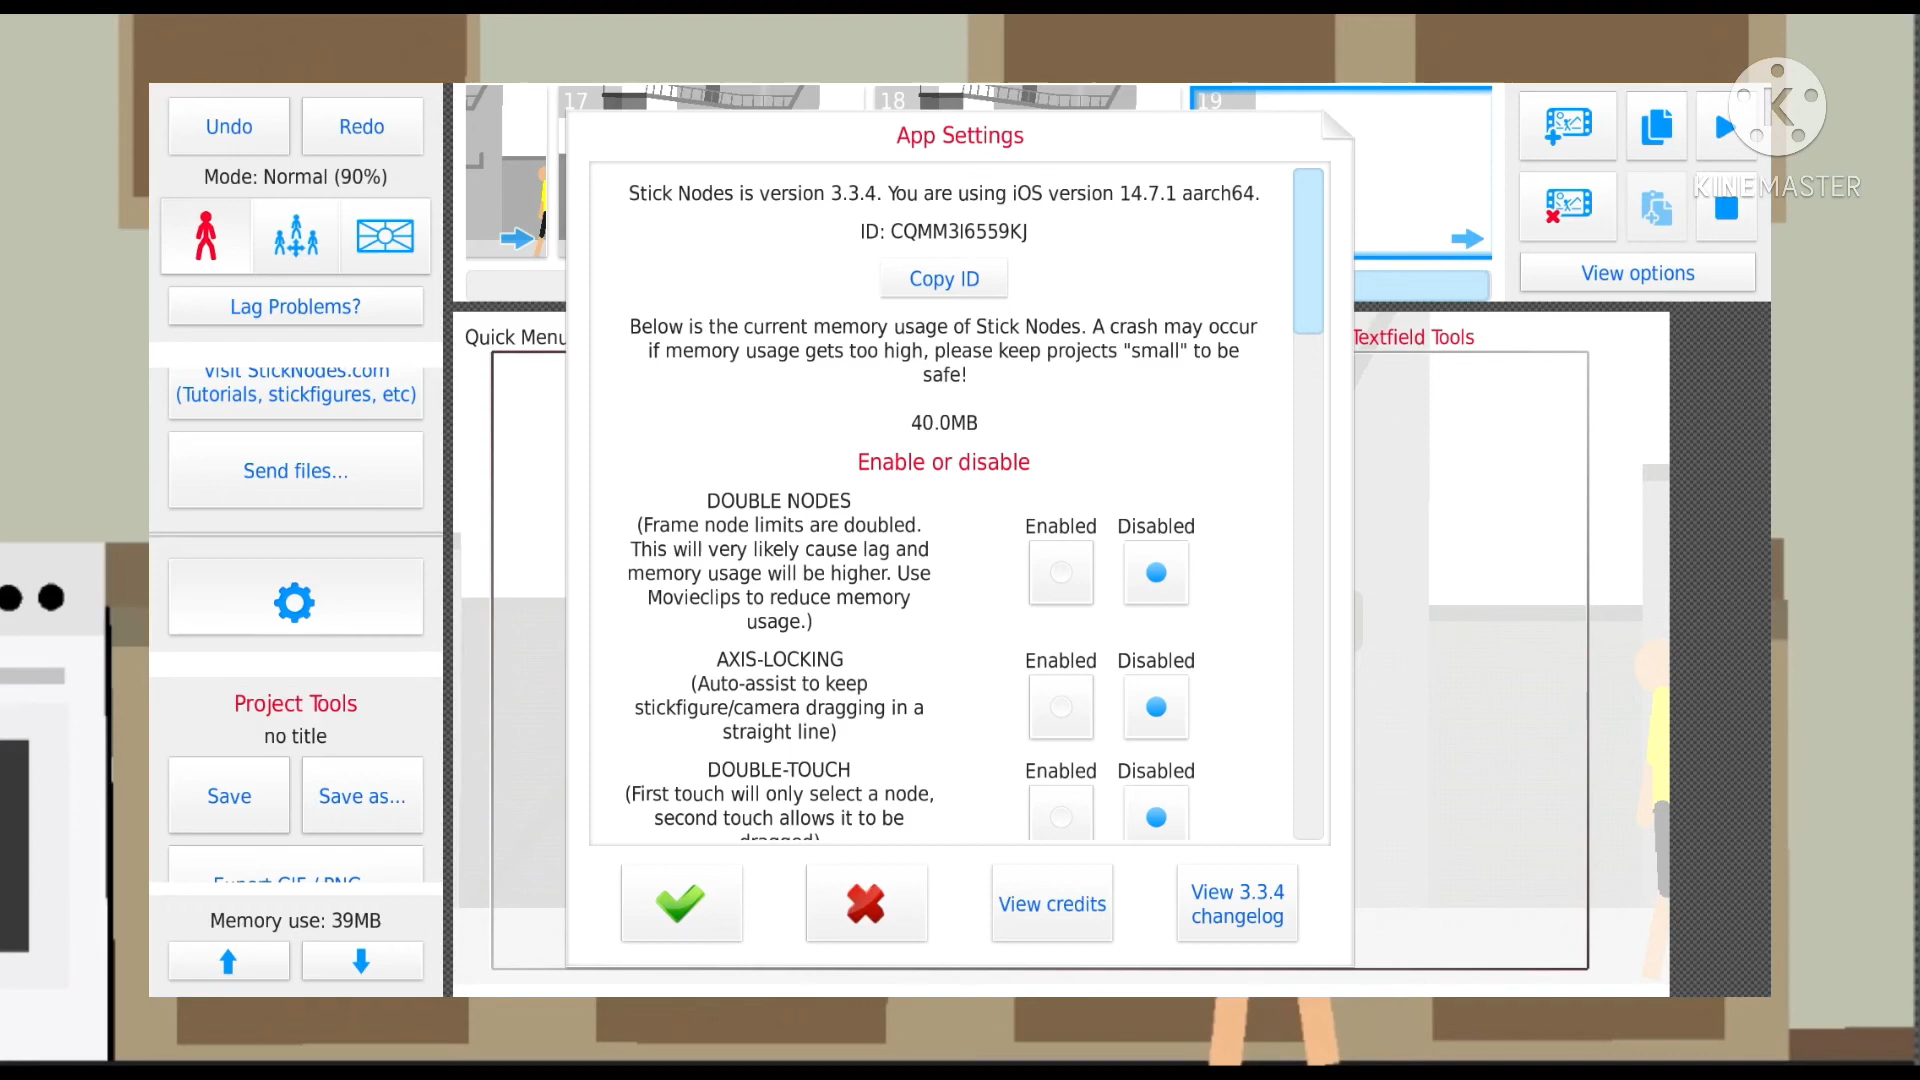 Undo
Redo
Mode: Normal (90%)
Lag Problems?
Visit StickNodes.com
(Tutorials, stickfigures, etc)
Send files...
Project Tools
no title
Save
Save as...
Export GIF / PNG
Memory use: 39MB
17
18
19
View options
KINEMASTER
K
Quick Menu
Textfield Tools
App Settings
Stick Nodes is version 3.3.4. You are using iOS version 14.7.1 aarch64.
ID: CQMM3I6559KJ
Copy ID
Below is the current memory usage of Stick Nodes. A crash may occur
if memory usage gets too high, please keep projects "small" to be
safe!
40.0MB
Enable or disable
DOUBLE NODES
(Frame node limits are doubled.
This will very likely cause lag and
memory usage will be higher. Use
Movieclips to reduce memory
usage.)
Enabled
Disabled
AXIS-LOCKING
(Auto-assist to keep
stickfigure/camera dragging in a
straight line)
Enabled
Disabled
DOUBLE-TOUCH
(First touch will only select a node,
second touch allows it to be
dragged)
Enabled
Disabled
View credits
View 3.3.4
changelog